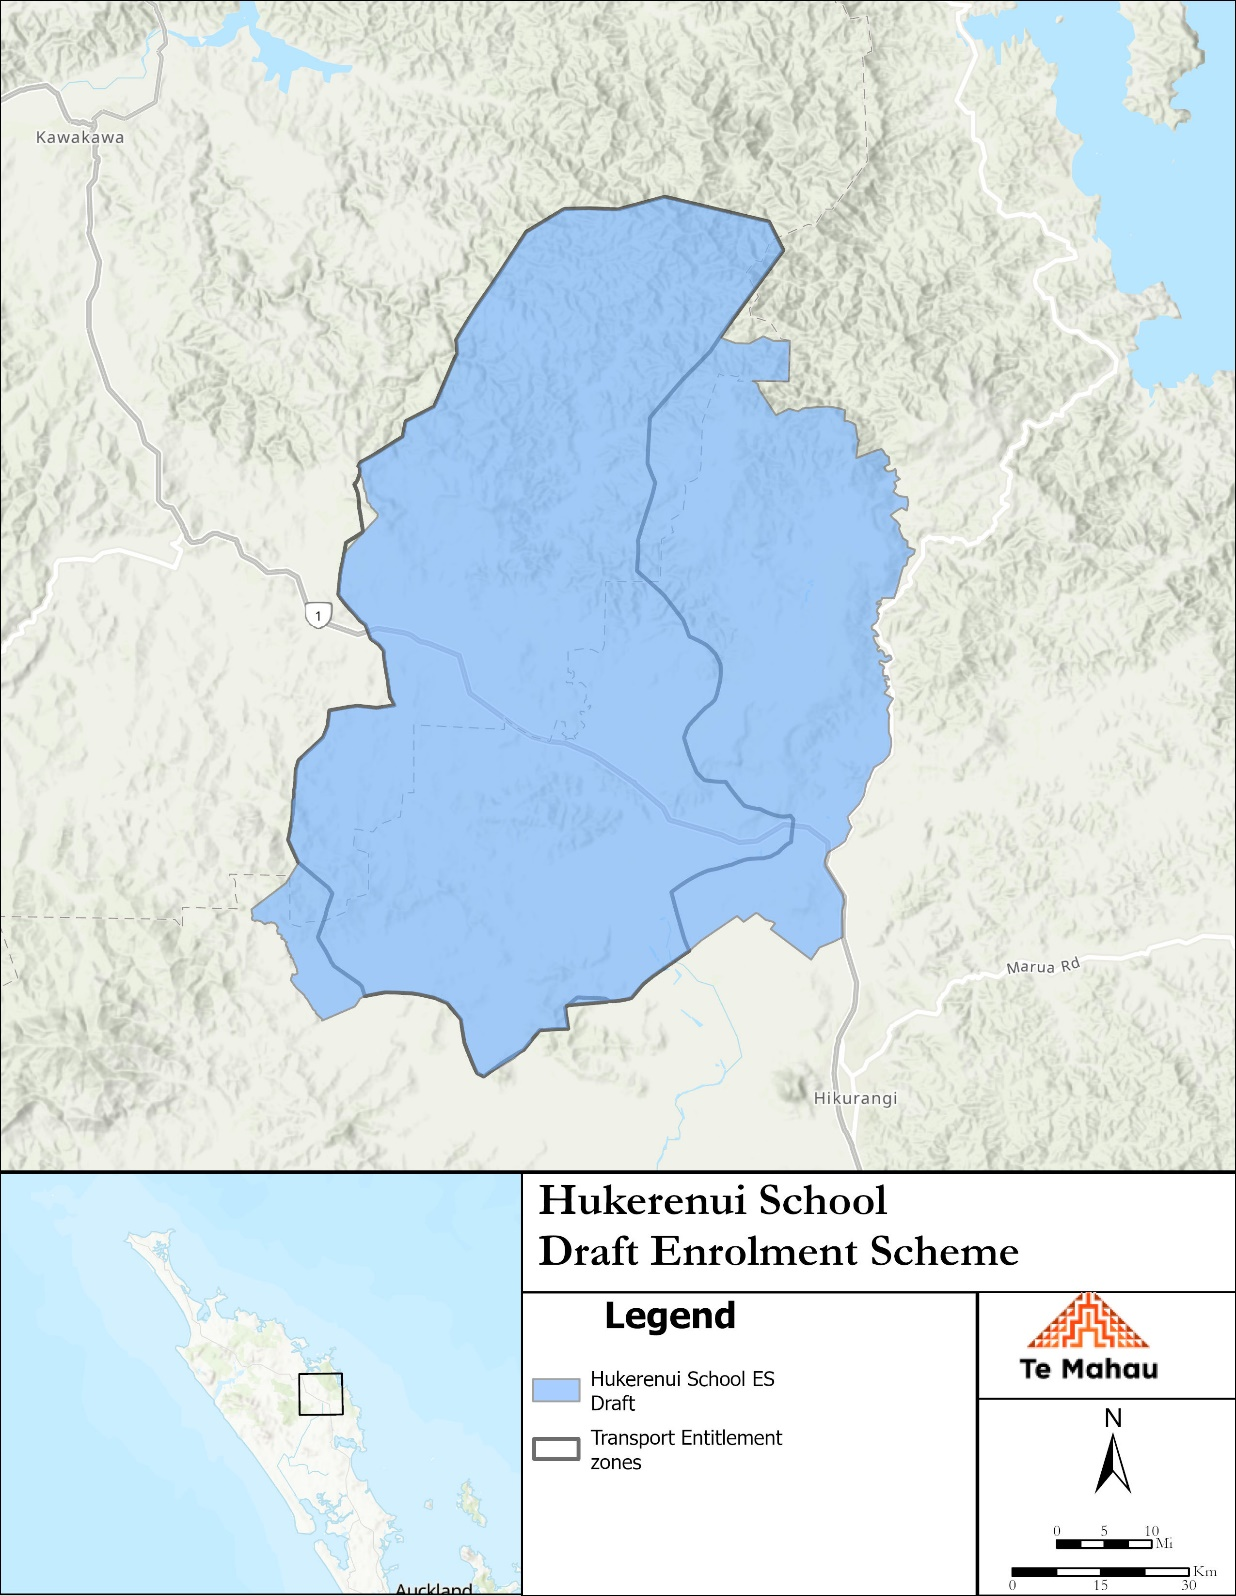 Kawakawa
1
Marua Rd
Hikurangi
Hukerenui School
Draft Enrolment Scheme
Legend
Hukerenui School ES
Draft
Transport Entitlement
zones
Te Mahau
N
0 5 10
Mi
Km
0 15 30
Auckland